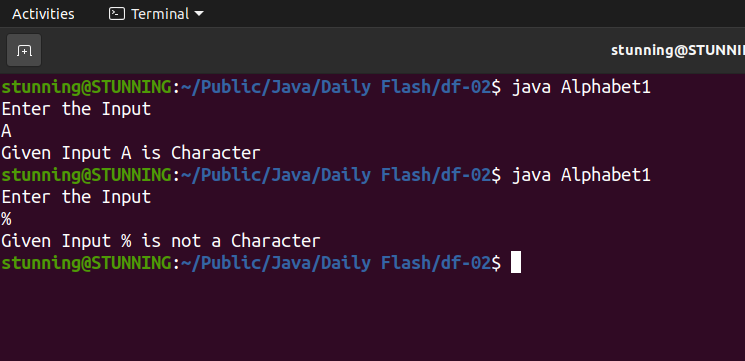 Activities Terminal
stunning@STUNNI
stunning@STUNNING:~/Public/Java/Daily Flash/df-02$ java Alphabet1
Enter the Input
A
Given Input A is Character
stunning@STUNNING:~/Public/Java/Daily Flash/df-02$ java Alphabet1
Enter the Input
%
Given Input % is not a Character
stunning@STUNNING:~/Public/Java/Daily Flash/df-02$